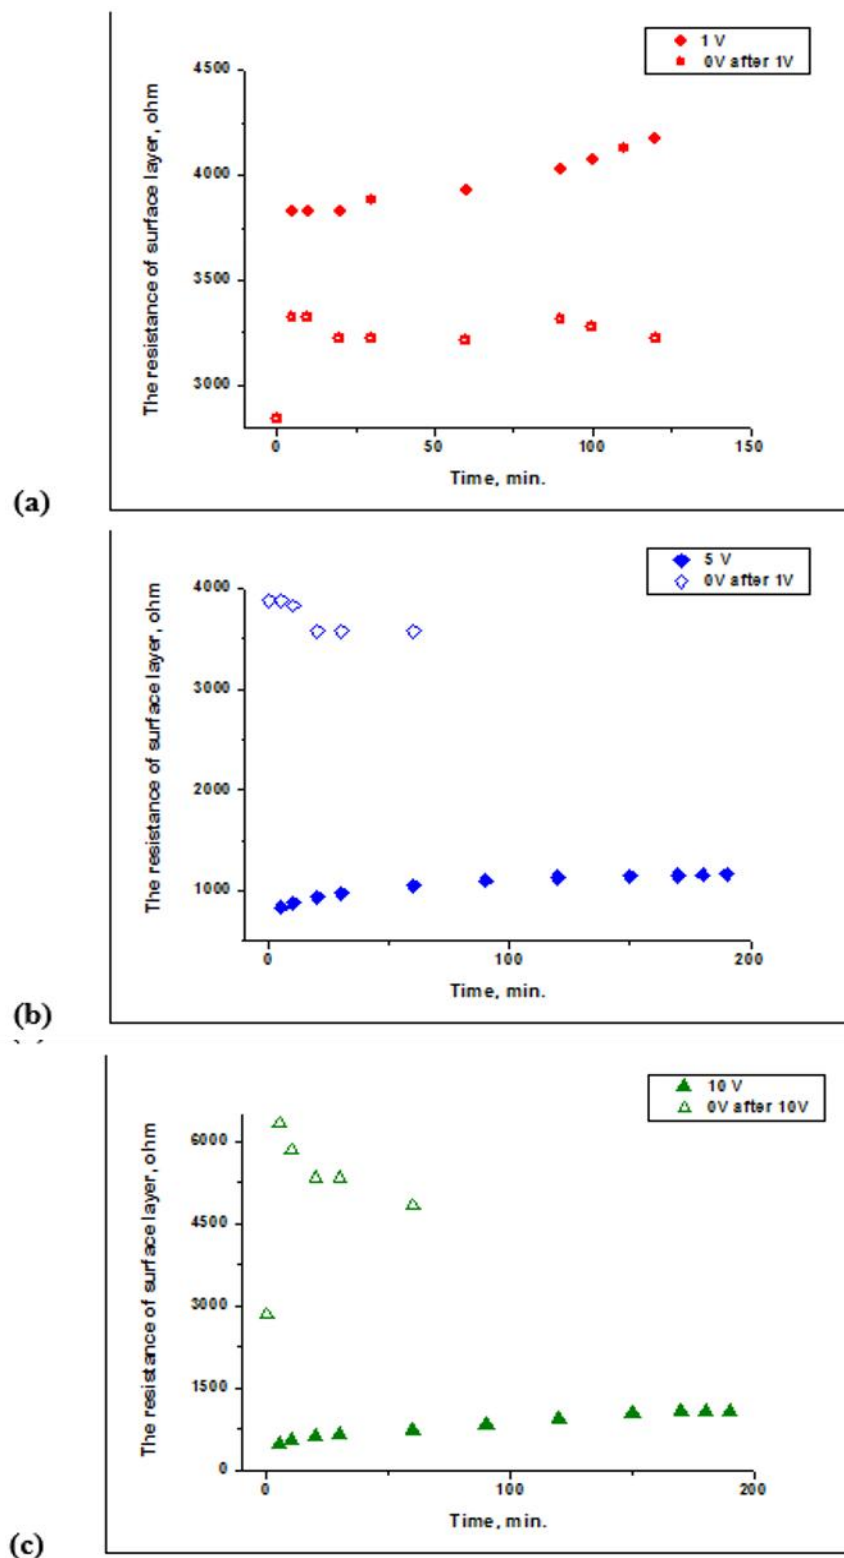 1 V
0V after 1V
4500
4000
3500
3000
The resistance of surface layer, ohm
0
50
100
150
Time, min.
(a)
5 V
0V after 1V
4000
3000
2000
1000
The resistance of surface layer, ohm
0
100
200
Time, min.
(b)
10 V
0V after 10V
6000
4500
3000
1500
0
The resistance of surface layer, ohm
0
100
200
Time, min.
(c)